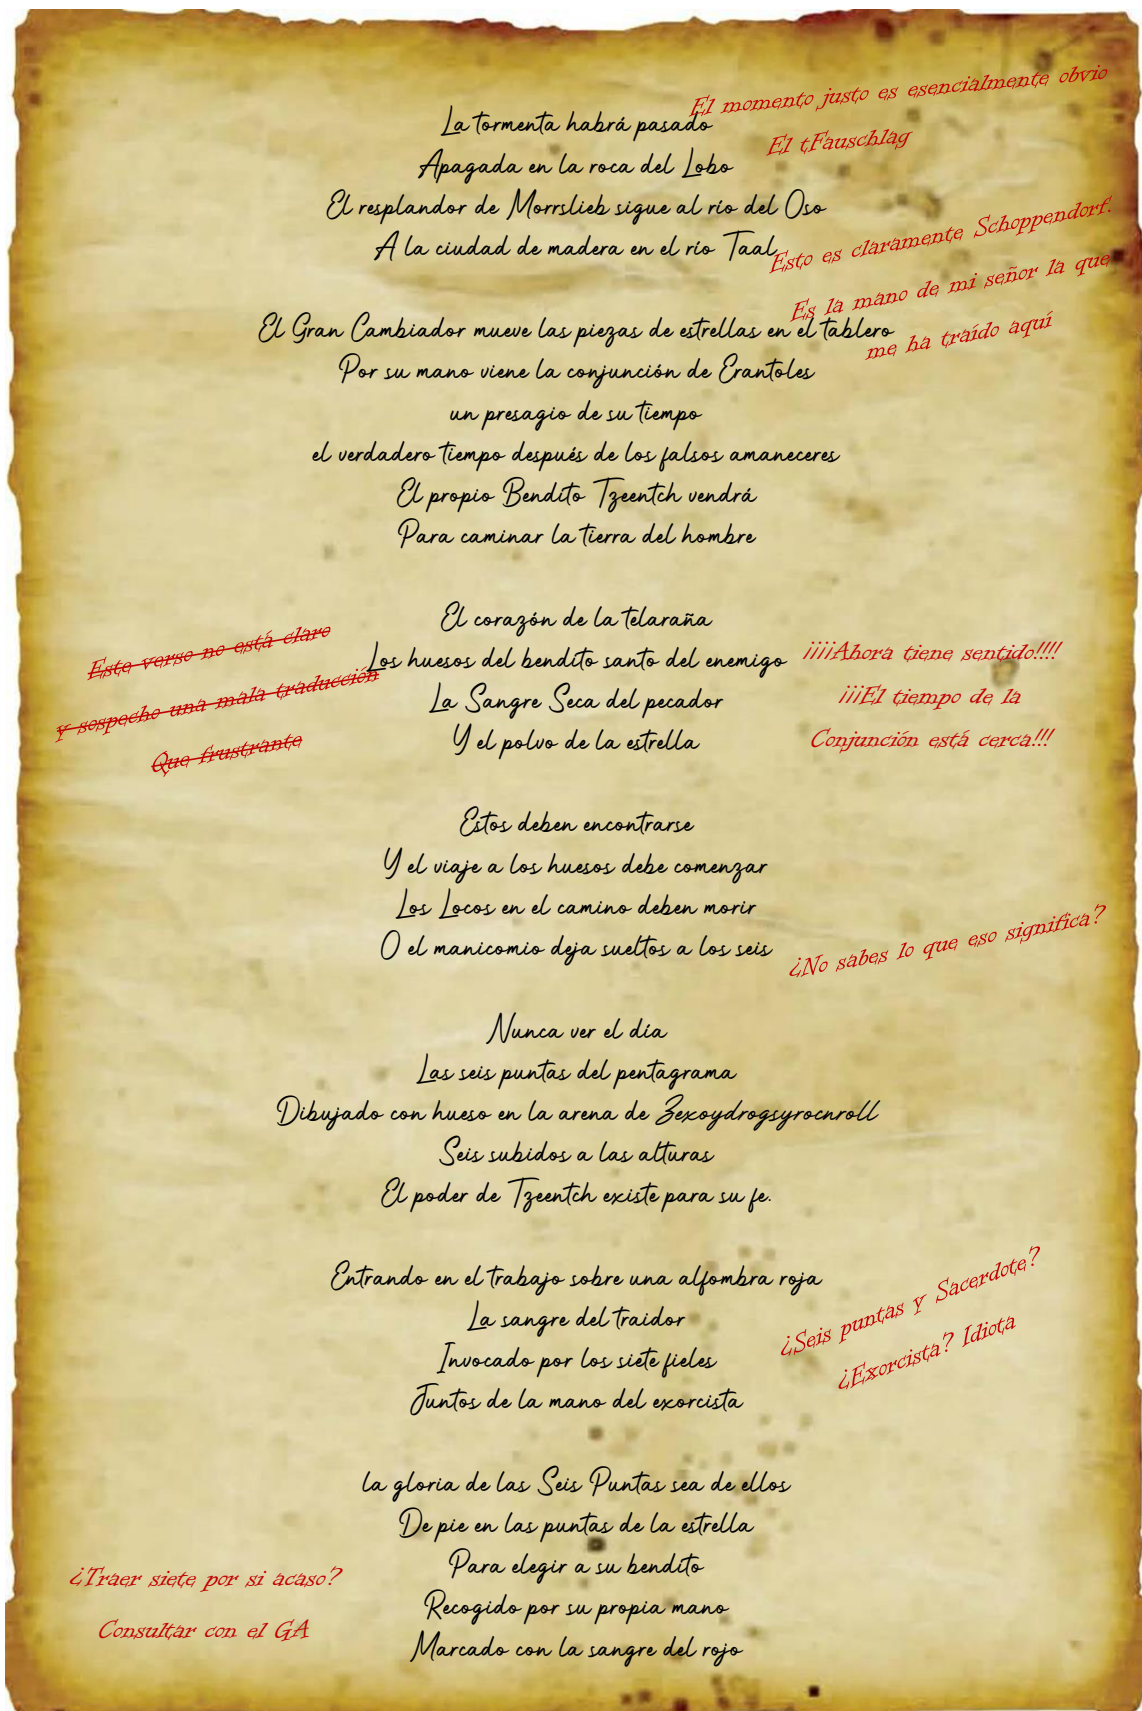 El momento justo es esencialmente obvio
La tormenta habrá pasado
El tFauschlag
Apagada en la roca del Lobo
El resplandor de Morrslieb sigue al río del Oso
A la ciudad de madera en el río Taal
Esto es claramente Schoppendorf.
Es la mano de mi señor la que
me ha traído aquí
El Gran Cambiador mueve las piezas de estrellas en el tablero
Por su mano viene la conjunción de Erantoles
un presagio de su tiempo
el verdadero tiempo después de los falsos amaneceres
El propio Bendito Tzeentch vendrá
Para caminar la tierra del hombre
El corazón de la telaraña
Los huesos del bendito santo del enemigo
La Sangre Seca del pecador
Y el polvo de la estrella
Este verso no está claro
y sospecho una mala traducción
Que frustrante
¡¡¡¡Ahora tiene sentido!!!!
¡¡¡El tiempo de la
Conjunción está cerca!!!
Estos deben encontrarse
Y el viaje a los huesos debe comenzar
Los Locos en el camino deben morir
O el manicomio deja sueltos a los seis
¿No sabes lo que eso significa?
Nunca ver el día
Las seis puntas del pentagrama
Dibujado con hueso en la arena de Zexoydrogsyrocnroll
Seis subidos a las alturas
El poder de Tzeentch existe para su fe.
Entrando en el trabajo sobre una alfombra roja
La sangre del traidor
Invocado por los siete fieles
Juntos de la mano del exorcista
¿Seis puntas y Sacerdote?
¿Exorcista? Idiota
la gloria de las Seis Puntas sea de ellos
De pie en las puntas de la estrella
Para elegir a su bendito
Recogido por su propia mano
Marcado con la sangre del rojo
¿Traer siete por si acaso?
Consultar con el GA